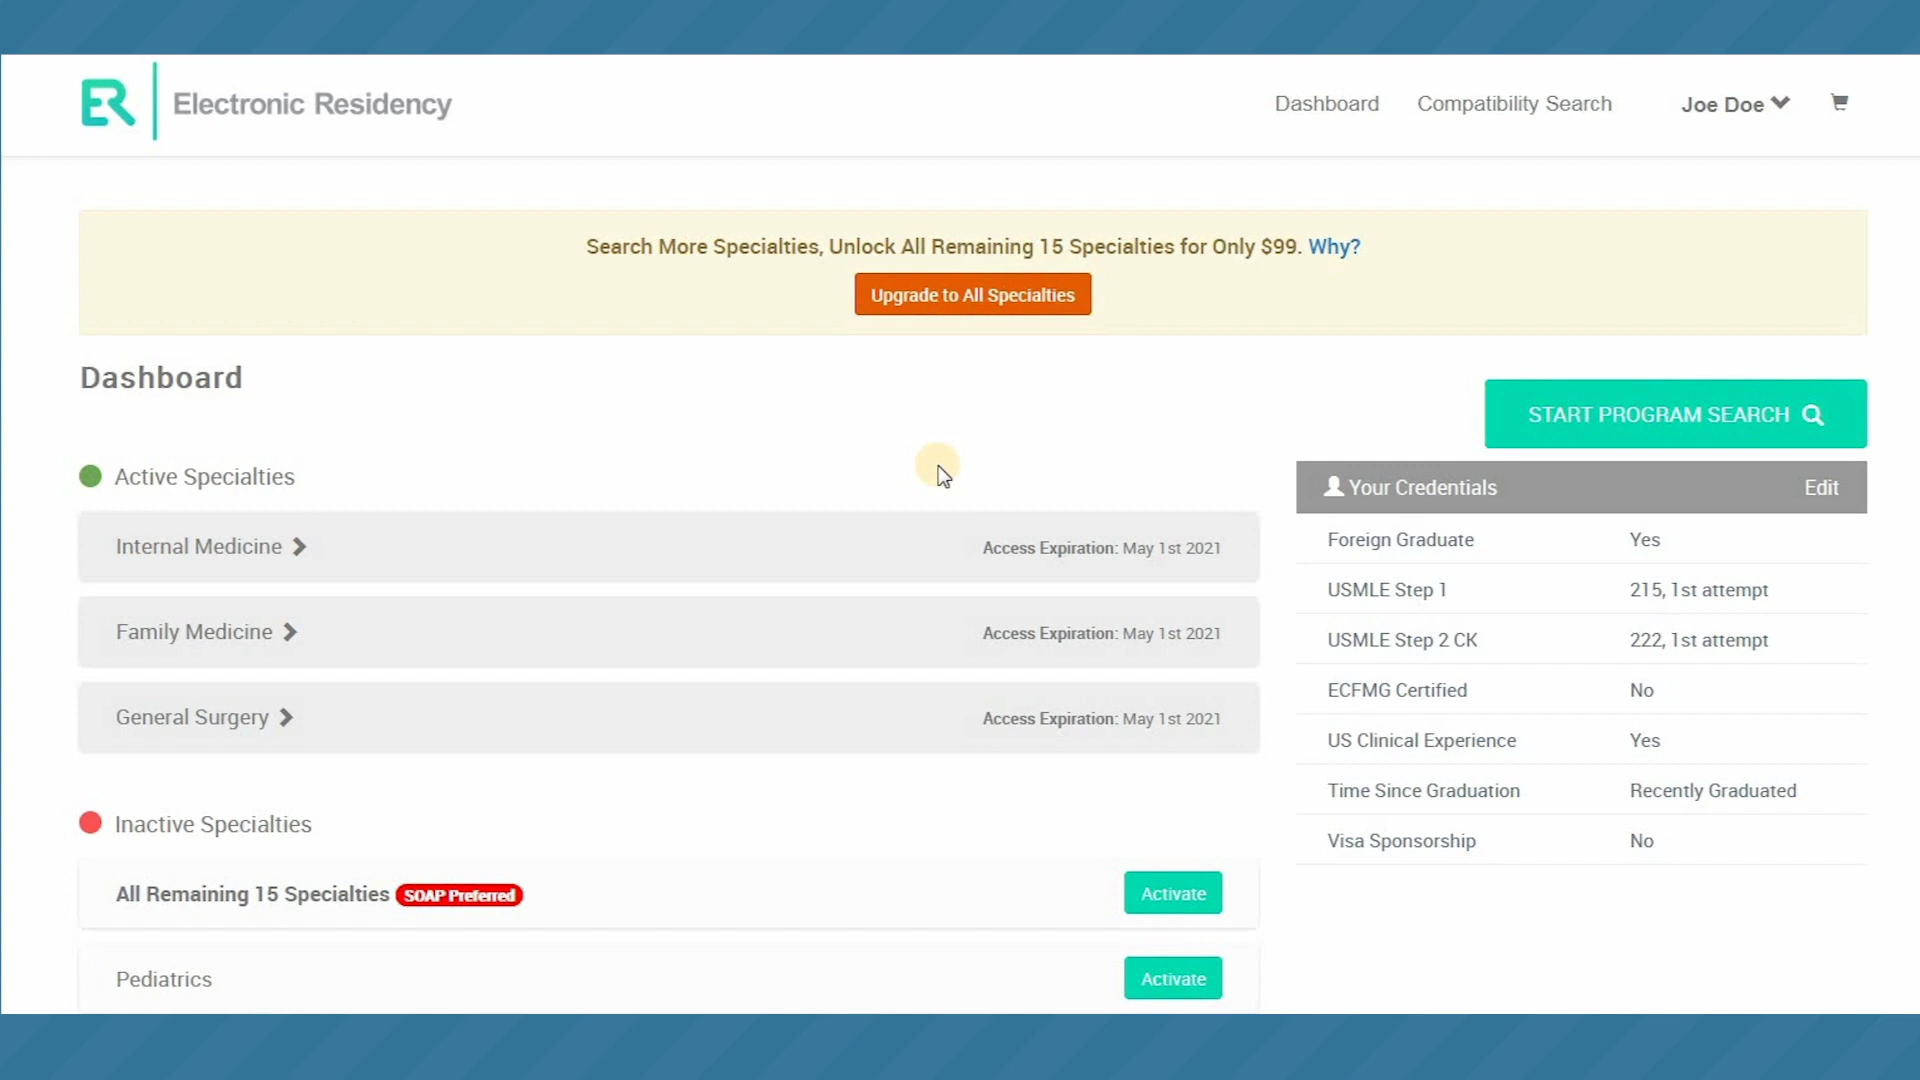 ER Electronic Residency
Dashboard Compatibility Search Joe Doe
Search More Specialties, Unlock All Remaining 15 Specialties for Only $99. Why?
Upgrade to All Specialties
Dashboard
START PROGRAM SEARCH
Active Specialties
Internal Medicine Access Expiration: May 1st 2021
Family Medicine Access Expiration: May 1st 2021
General Surgery Access Expiration: May 1st 2021
Inactive Specialties
All Remaining 15 Specialties SOAP Preferred Activate
Pediatrics Activate
Your Credentials Edit
Foreign Graduate Yes
USMLE Step 1 215, 1st attempt
USMLE Step 2 CK 222, 1st attempt
ECFMG Certified No
US Clinical Experience Yes
Time Since Graduation Recently Graduated
Visa Sponsorship No